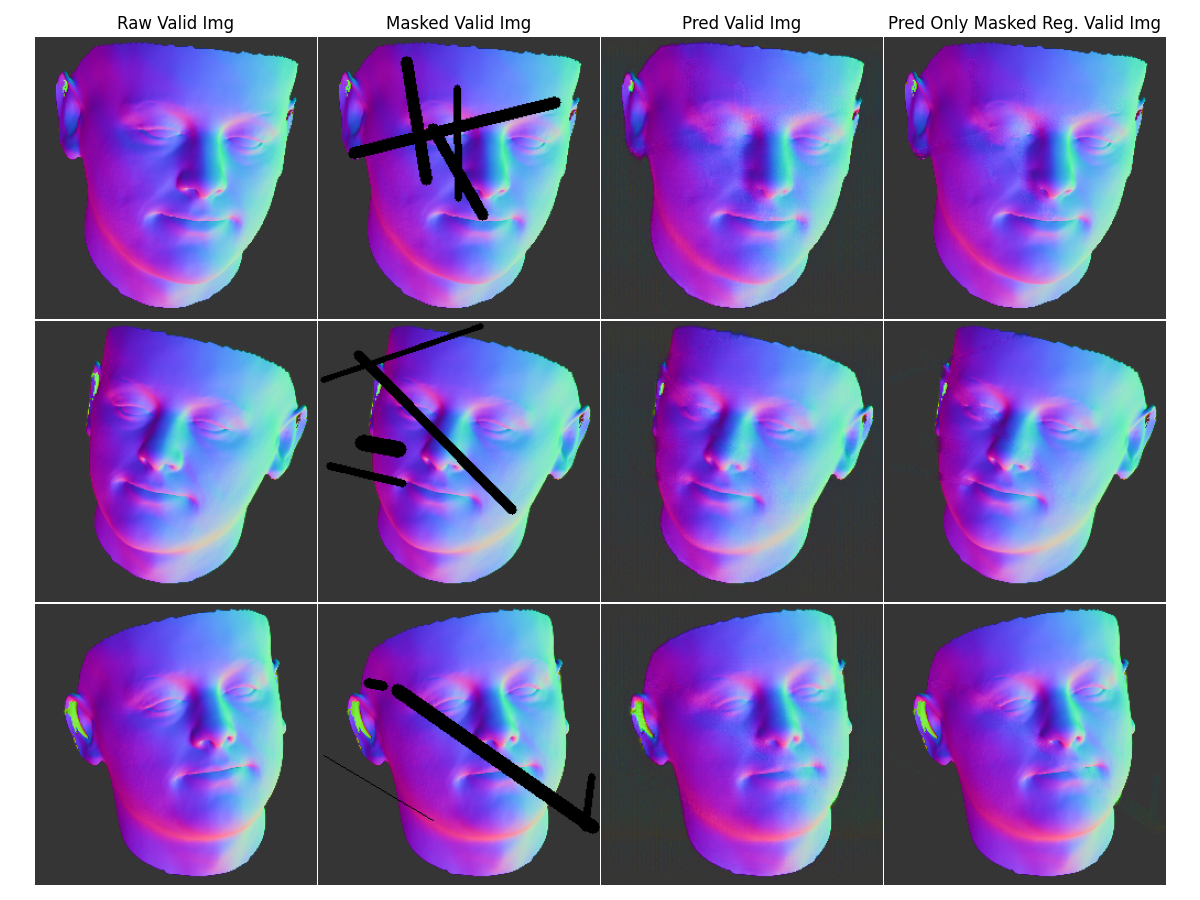 Raw Valid Img
Masked Valid Img
Pred Valid Img
Pred Only Masked Reg. Valid Img